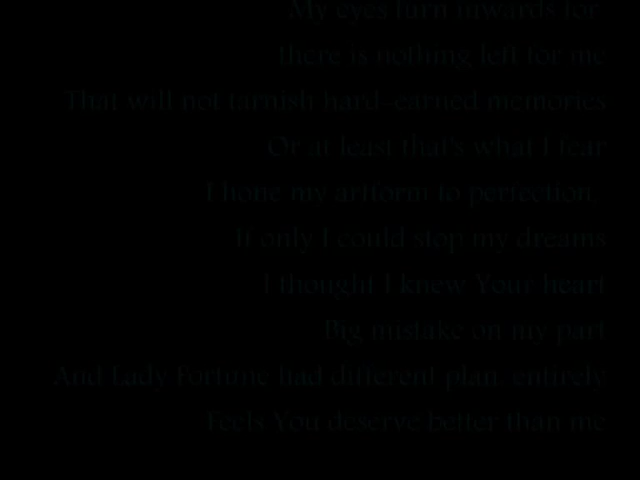 My eyes turn inwards for
there is nothing left for me
That will not tarnish hard-earned memories
Or at least that's what I fear
I hone my artform to perfection,
If only I could stop my dreams
I thought I knew Your heart
Big mistake on my part
And Lady Fortune had different plan, entirely
Feels You deserve better than me